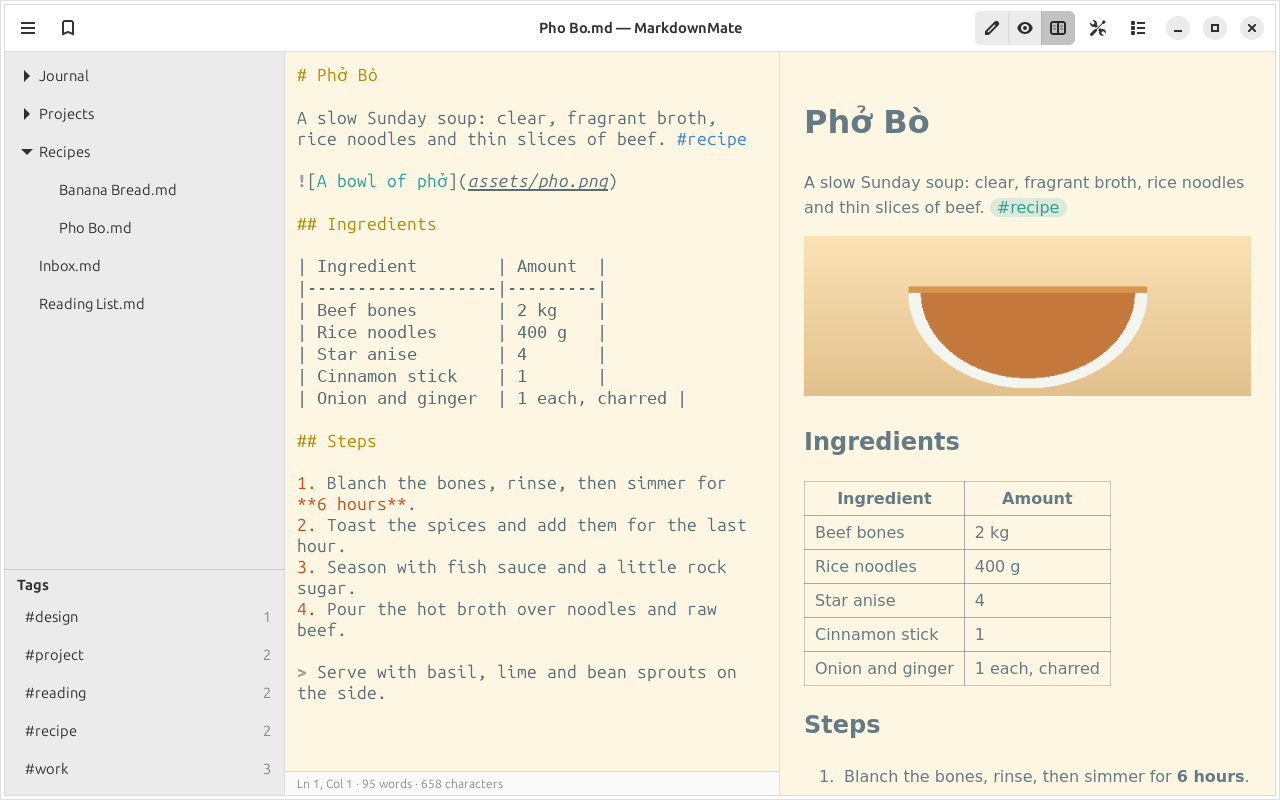 Pho Bo.md — MarkdownMate
Journal
Projects
Recipes
Banana Bread.md
Pho Bo.md
Inbox.md
Reading List.md
Tags
#design 1
#project 2
#reading 2
#recipe 2
#work 3
# Phở Bò
A slow Sunday soup: clear, fragrant broth,
rice noodles and thin slices of beef. #recipe
![A bowl of phở](assets/pho.png)
## Ingredients
| Ingredient        | Amount  |
|-------------------|---------|
| Beef bones        | 2 kg    |
| Rice noodles      | 400 g   |
| Star anise        | 4       |
| Cinnamon stick    | 1       |
| Onion and ginger  | 1 each, charred |
## Steps
1. Blanch the bones, rinse, then simmer for
**6 hours**.
2. Toast the spices and add them for the last
hour.
3. Season with fish sauce and a little rock
sugar.
4. Pour the hot broth over noodles and raw
beef.
> Serve with basil, lime and bean sprouts on
the side.
Ln 1, Col 1 · 95 words · 658 characters
Phở Bò
A slow Sunday soup: clear, fragrant broth, rice noodles
and thin slices of beef. #recipe
Ingredients
Ingredient Amount
Beef bones 2 kg
Rice noodles 400 g
Star anise 4
Cinnamon stick 1
Onion and ginger 1 each, charred
Steps
1. Blanch the bones, rinse, then simmer for 6 hours.